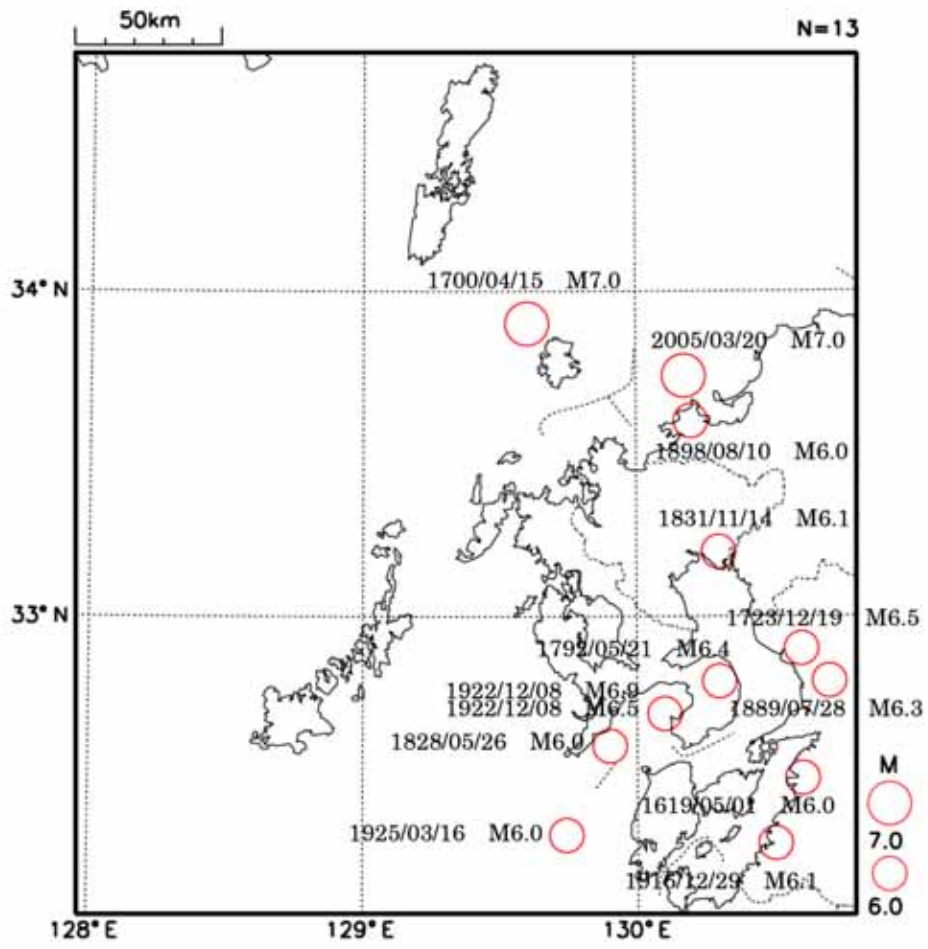 50km
N=13
34° N
1700/04/15 M7.0
2005/03/20 M7.0
1898/08/10 M6.0
1831/11/14 M6.1
33° N
1723/12/19 M6.5
1792/05/21 M6.4
1922/12/08 M6.9
1922/12/08 M6.5
1889/07/28 M6.3
1828/05/26 M6.0
M
1619/05/01 M6.0
1925/03/16 M6.0
7.0
1916/12/29 M6.1
6.0
128° E
129° E
130° E